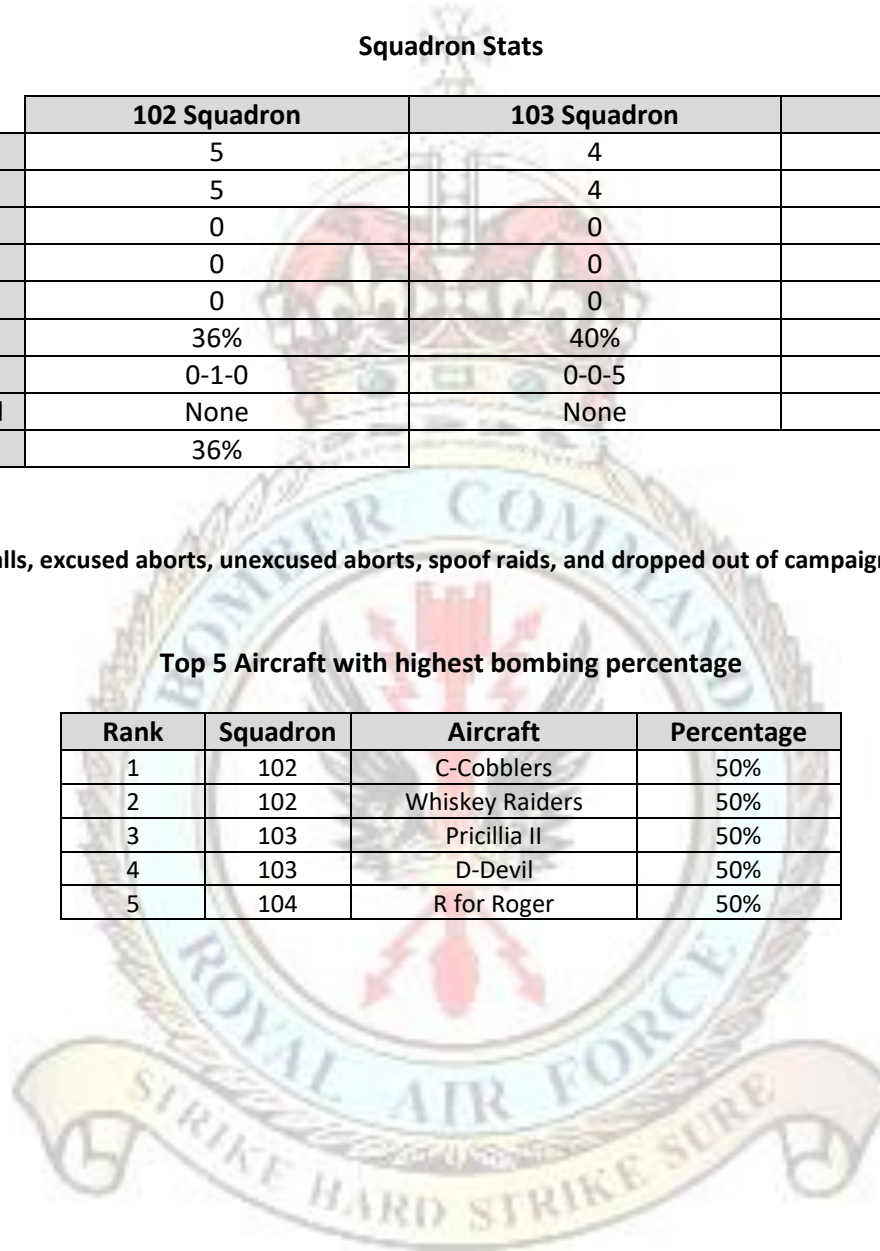 Squadron Stats
102 Squadron 103 Squadron
5 4
5 4
0 0
0 0
0 0
36% 40%
0-1-0 0-0-5
None None
36%
excused aborts, unexcused aborts, spoof raids, and dropped out of
Top 5 Aircraft with highest bombing percentage
Rank Squadron Aircraft Percentage
1 102 C-Cobblers 50%
2 102 Whiskey Raiders 50%
3 103 Pricillia II 50%
4 103 D-Devil 50%
5 104 R for Roger 50%
BOMBER COMMAND
ROYAL AIR FORCE
STRIKE HARD STRIKE SURE